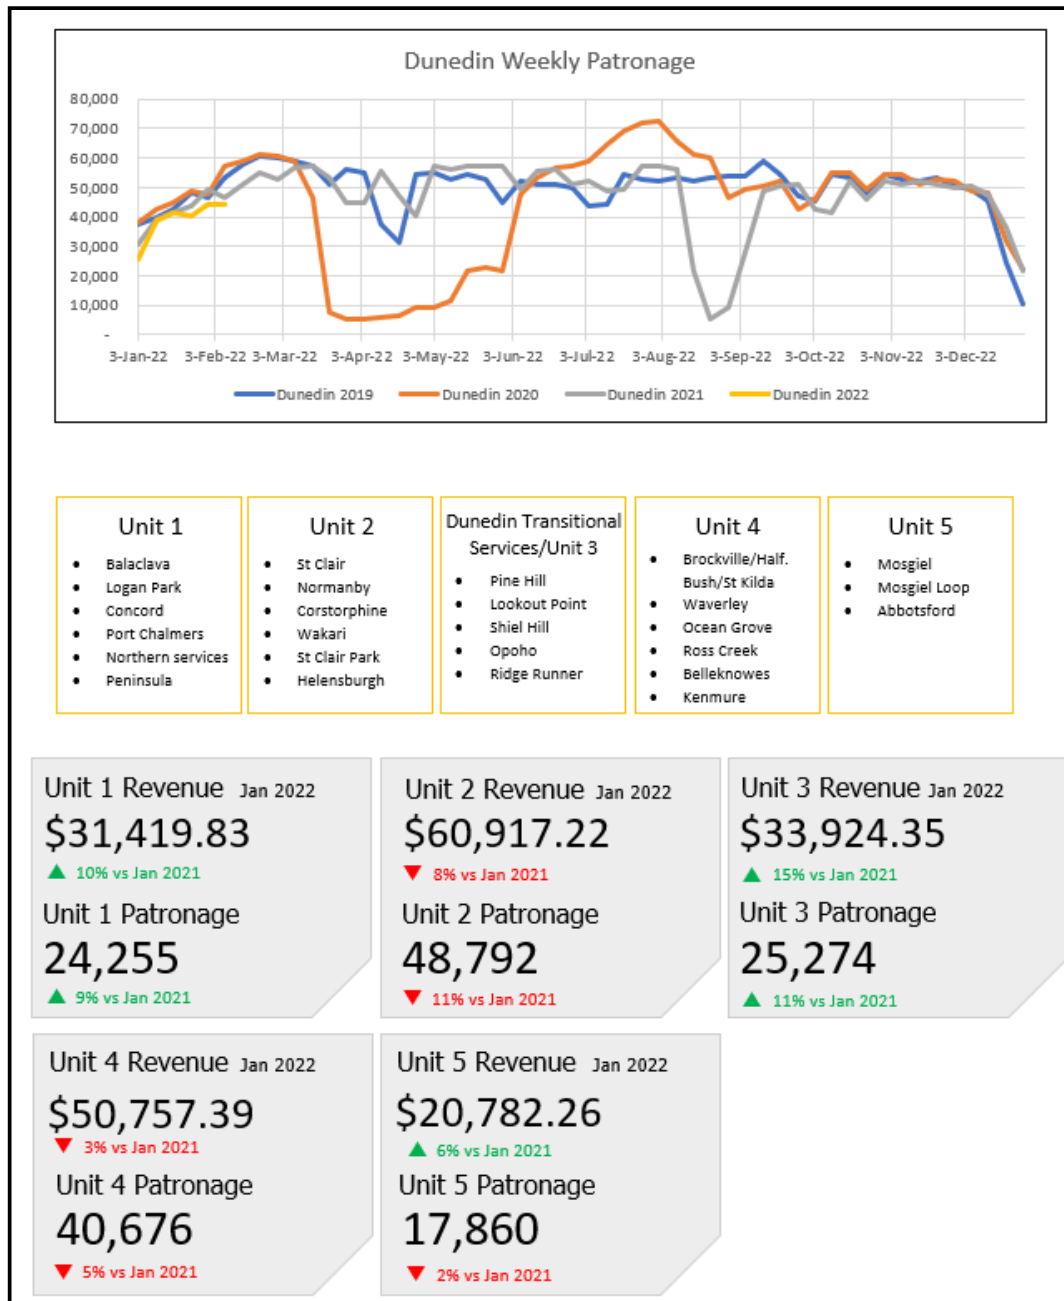 Dunedin Weekly Patronage
80,000
70,000
60,000
50,000
40,000
30,000
20,000
10,000
-
3-Jan-22 3-Feb-22 3-Mar-22 3-Apr-22 3-May-22 3-Jun-22 3-Jul-22 3-Aug-22 3-Sep-22 3-Oct-22 3-Nov-22 3-Dec-22
Dunedin 2019 Dunedin 2020 Dunedin 2021 Dunedin 2022
Unit 1
• Balaclava
• Logan Park
• Concord
• Port Chalmers
• Northern services
• Peninsula
Unit 2
• St Clair
• Normanby
• Corstorphine
• Wakari
• St Clair Park
• Helensburgh
Dunedin Transitional
Services/Unit 3
• Pine Hill
• Lookout Point
• Shiel Hill
• Opoho
• Ridge Runner
Unit 4
• Brockville/Half.
Bush/St Kilda
• Waverley
• Ocean Grove
• Ross Creek
• Belleknowes
• Kenmure
Unit 5
• Mosgiel
• Mosgiel Loop
• Abbotsford
Unit 1 Revenue Jan 2022
$31,419.83
▲ 10% vs Jan 2021
Unit 1 Patronage
24,255
▲ 9% vs Jan 2021
Unit 2 Revenue Jan 2022
$60,917.22
▼ 8% vs Jan 2021
Unit 2 Patronage
48,792
▼ 11% vs Jan 2021
Unit 3 Revenue Jan 2022
$33,924.35
▲ 15% vs Jan 2021
Unit 3 Patronage
25,274
▲ 11% vs Jan 2021
Unit 4 Revenue Jan 2022
$50,757.39
▼ 3% vs Jan 2021
Unit 4 Patronage
40,676
▼ 5% vs Jan 2021
Unit 5 Revenue Jan 2022
$20,782.26
▲ 6% vs Jan 2021
Unit 5 Patronage
17,860
▼ 2% vs Jan 2021